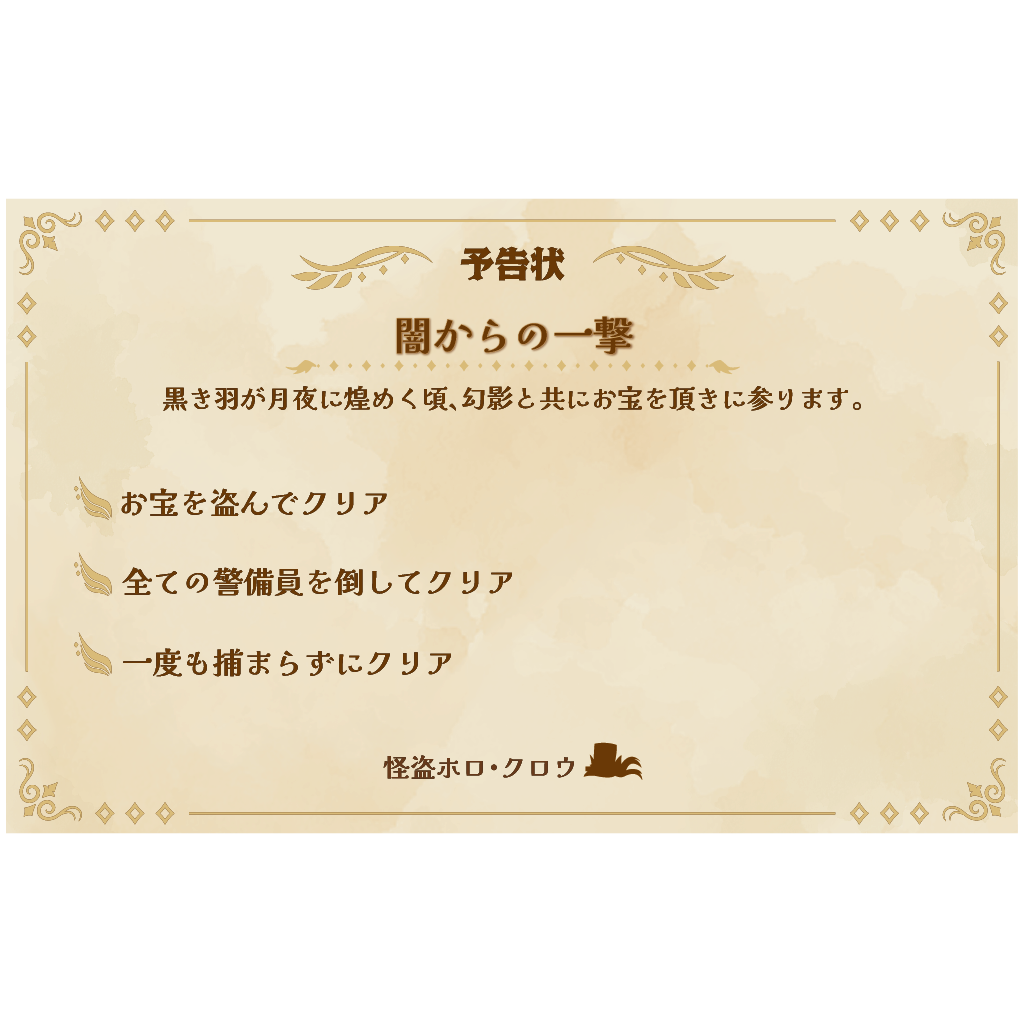 予告状
闇からの一撃
黒き羽が月夜に煌めく頃、幻影と共にお宝を頂きに参ります。
お宝を盗んでクリア
全ての警備員を倒してクリア
一度も捕まらずにクリア
怪盗ホロ・クロウ